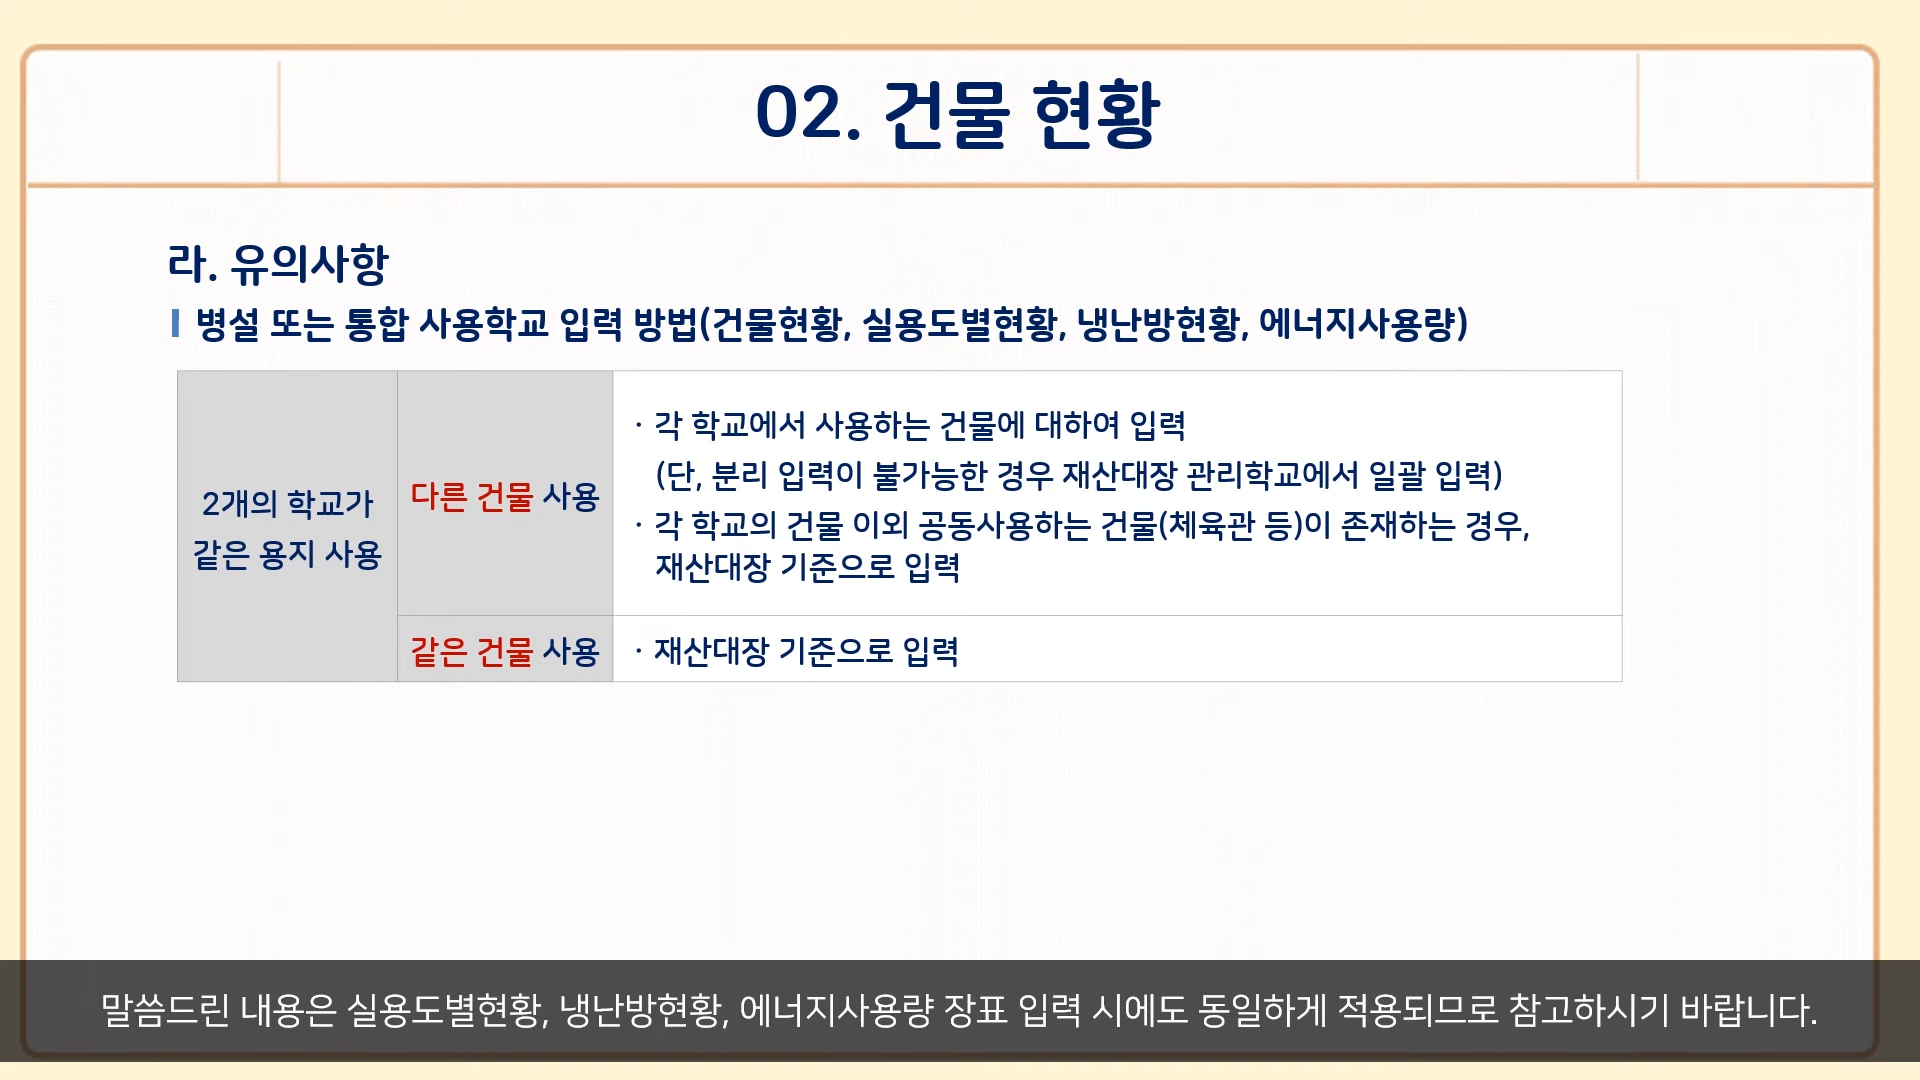 02. 건물 현황
라. 유의사항
병설 또는 통합 사용학교 입력 방법(건물현황, 실용도별현황, 냉난방현황, 에너지사용량)
2개의 학교가
같은 용지 사용
다른 건물 사용
· 각 학교에서 사용하는 건물에 대하여 입력
(단, 분리 입력이 불가능한 경우 재산대장 관리학교에서 일괄 입력)
· 각 학교의 건물 이외 공동사용하는 건물(체육관 등)이 존재하는 경우,
재산대장 기준으로 입력
같은 건물 사용
· 재산대장 기준으로 입력
말씀드린 내용은 실용도별현황, 냉난방현황, 에너지사용량 장표 입력 시에도 동일하게 적용되므로 참고하시기 바랍니다.